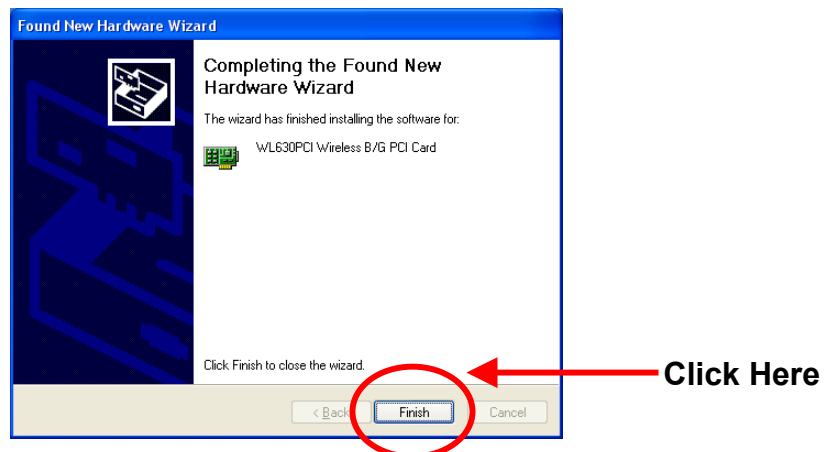 Found New Hardware Wizard
Completing the Found New
Hardware Wizard
The wizard has finished installing the software for:
WL630PCI Wireless B/G PCI Card
Click Finish to close the wizard.
Click Here
< Back Finish Cancel